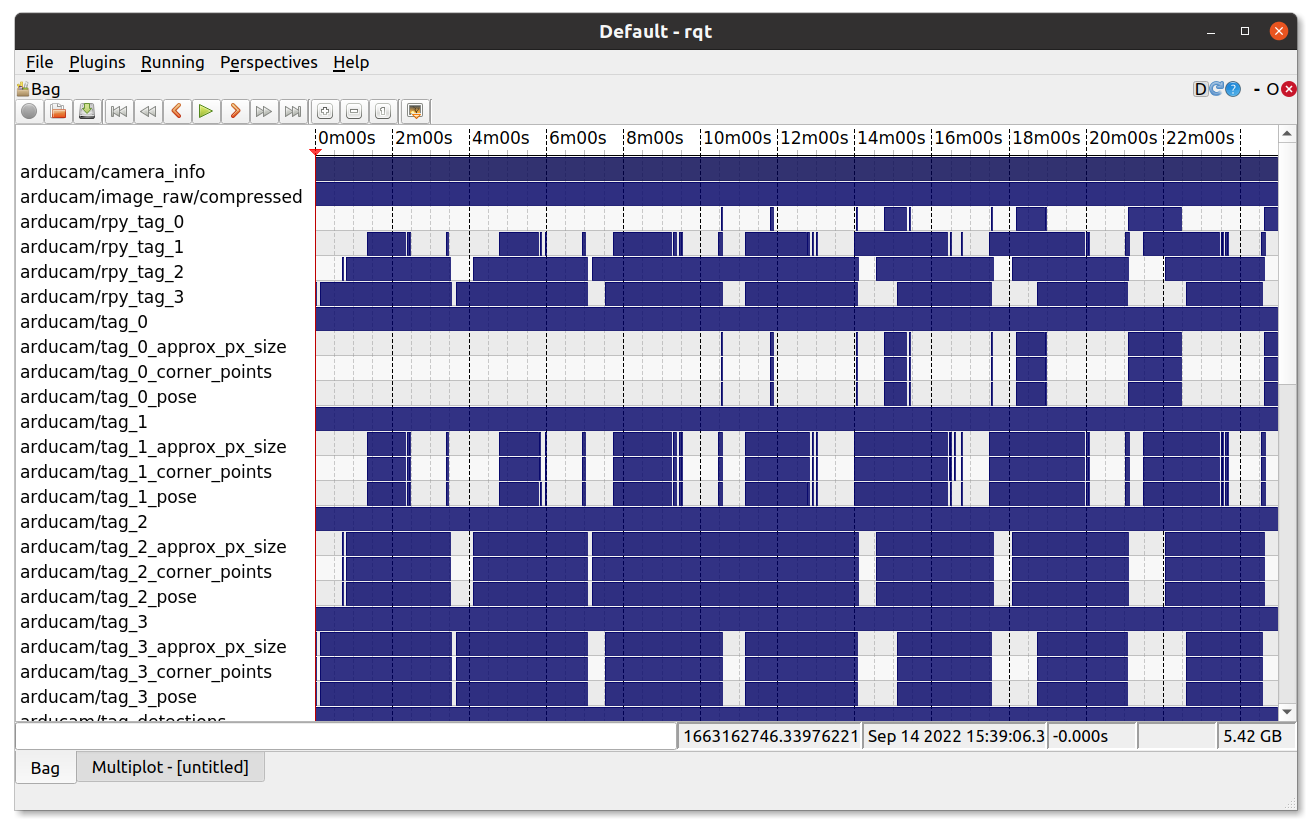 Default - rqt
File Plugins Running Perspectives Help
Bag D ? - O
0m00s 2m00s 4m00s 6m00s 8m00s 10m00s 12m00s 14m00s 16m00s 18m00s 20m00s 22m00s
arducam/camera_info
arducam/image_raw/compressed
arducam/rpy_tag_0
arducam/rpy_tag_1
arducam/rpy_tag_2
arducam/rpy_tag_3
arducam/tag_0
arducam/tag_0_approx_px_size
arducam/tag_0_corner_points
arducam/tag_0_pose
arducam/tag_1
arducam/tag_1_approx_px_size
arducam/tag_1_corner_points
arducam/tag_1_pose
arducam/tag_2
arducam/tag_2_approx_px_size
arducam/tag_2_corner_points
arducam/tag_2_pose
arducam/tag_3
arducam/tag_3_approx_px_size
arducam/tag_3_corner_points
arducam/tag_3_pose
arducam/tag_detections
1663162746.33976221 Sep 14 2022 15:39:06.3 -0.000s 5.42 GB
Bag Multiplot - [untitled]